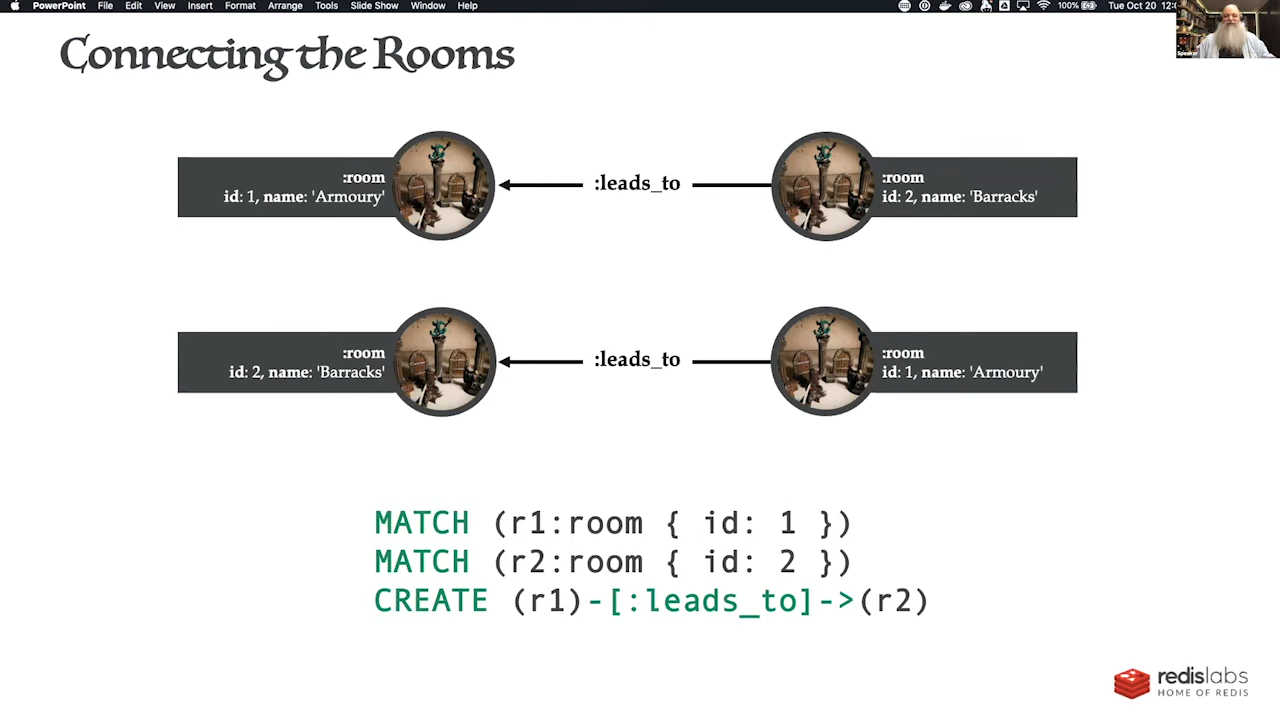 PowerPoint File Edit View Insert Format Arrange Tools Slide Show Window Help 100% Tue Oct 20
Speaker
Connecting the Rooms
:room
id: 1, name: 'Armoury'
:leads_to
:room
id: 2, name: 'Barracks'
:room
id: 2, name: 'Barracks'
:leads_to
:room
id: 1, name: 'Armoury'
MATCH (r1:room { id: 1 })
MATCH (r2:room { id: 2 })
CREATE (r1)-[:leads_to]->(r2)
redislabs
HOME OF REDIS